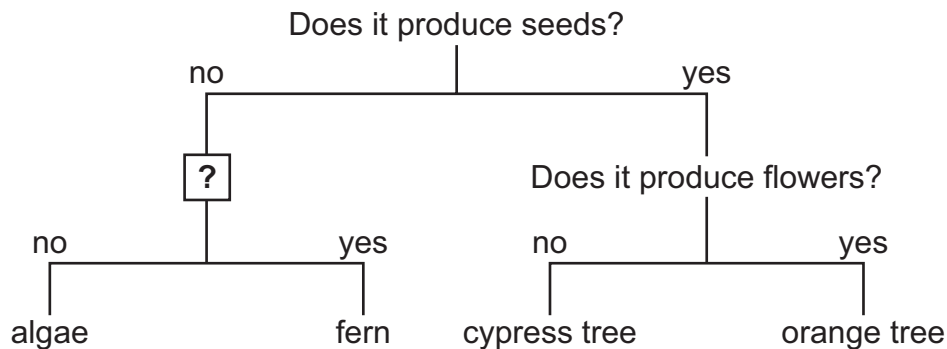 Does it produce seeds?
no yes
? Does it produce flowers?
no yes no yes
algae fern cypress tree orange tree